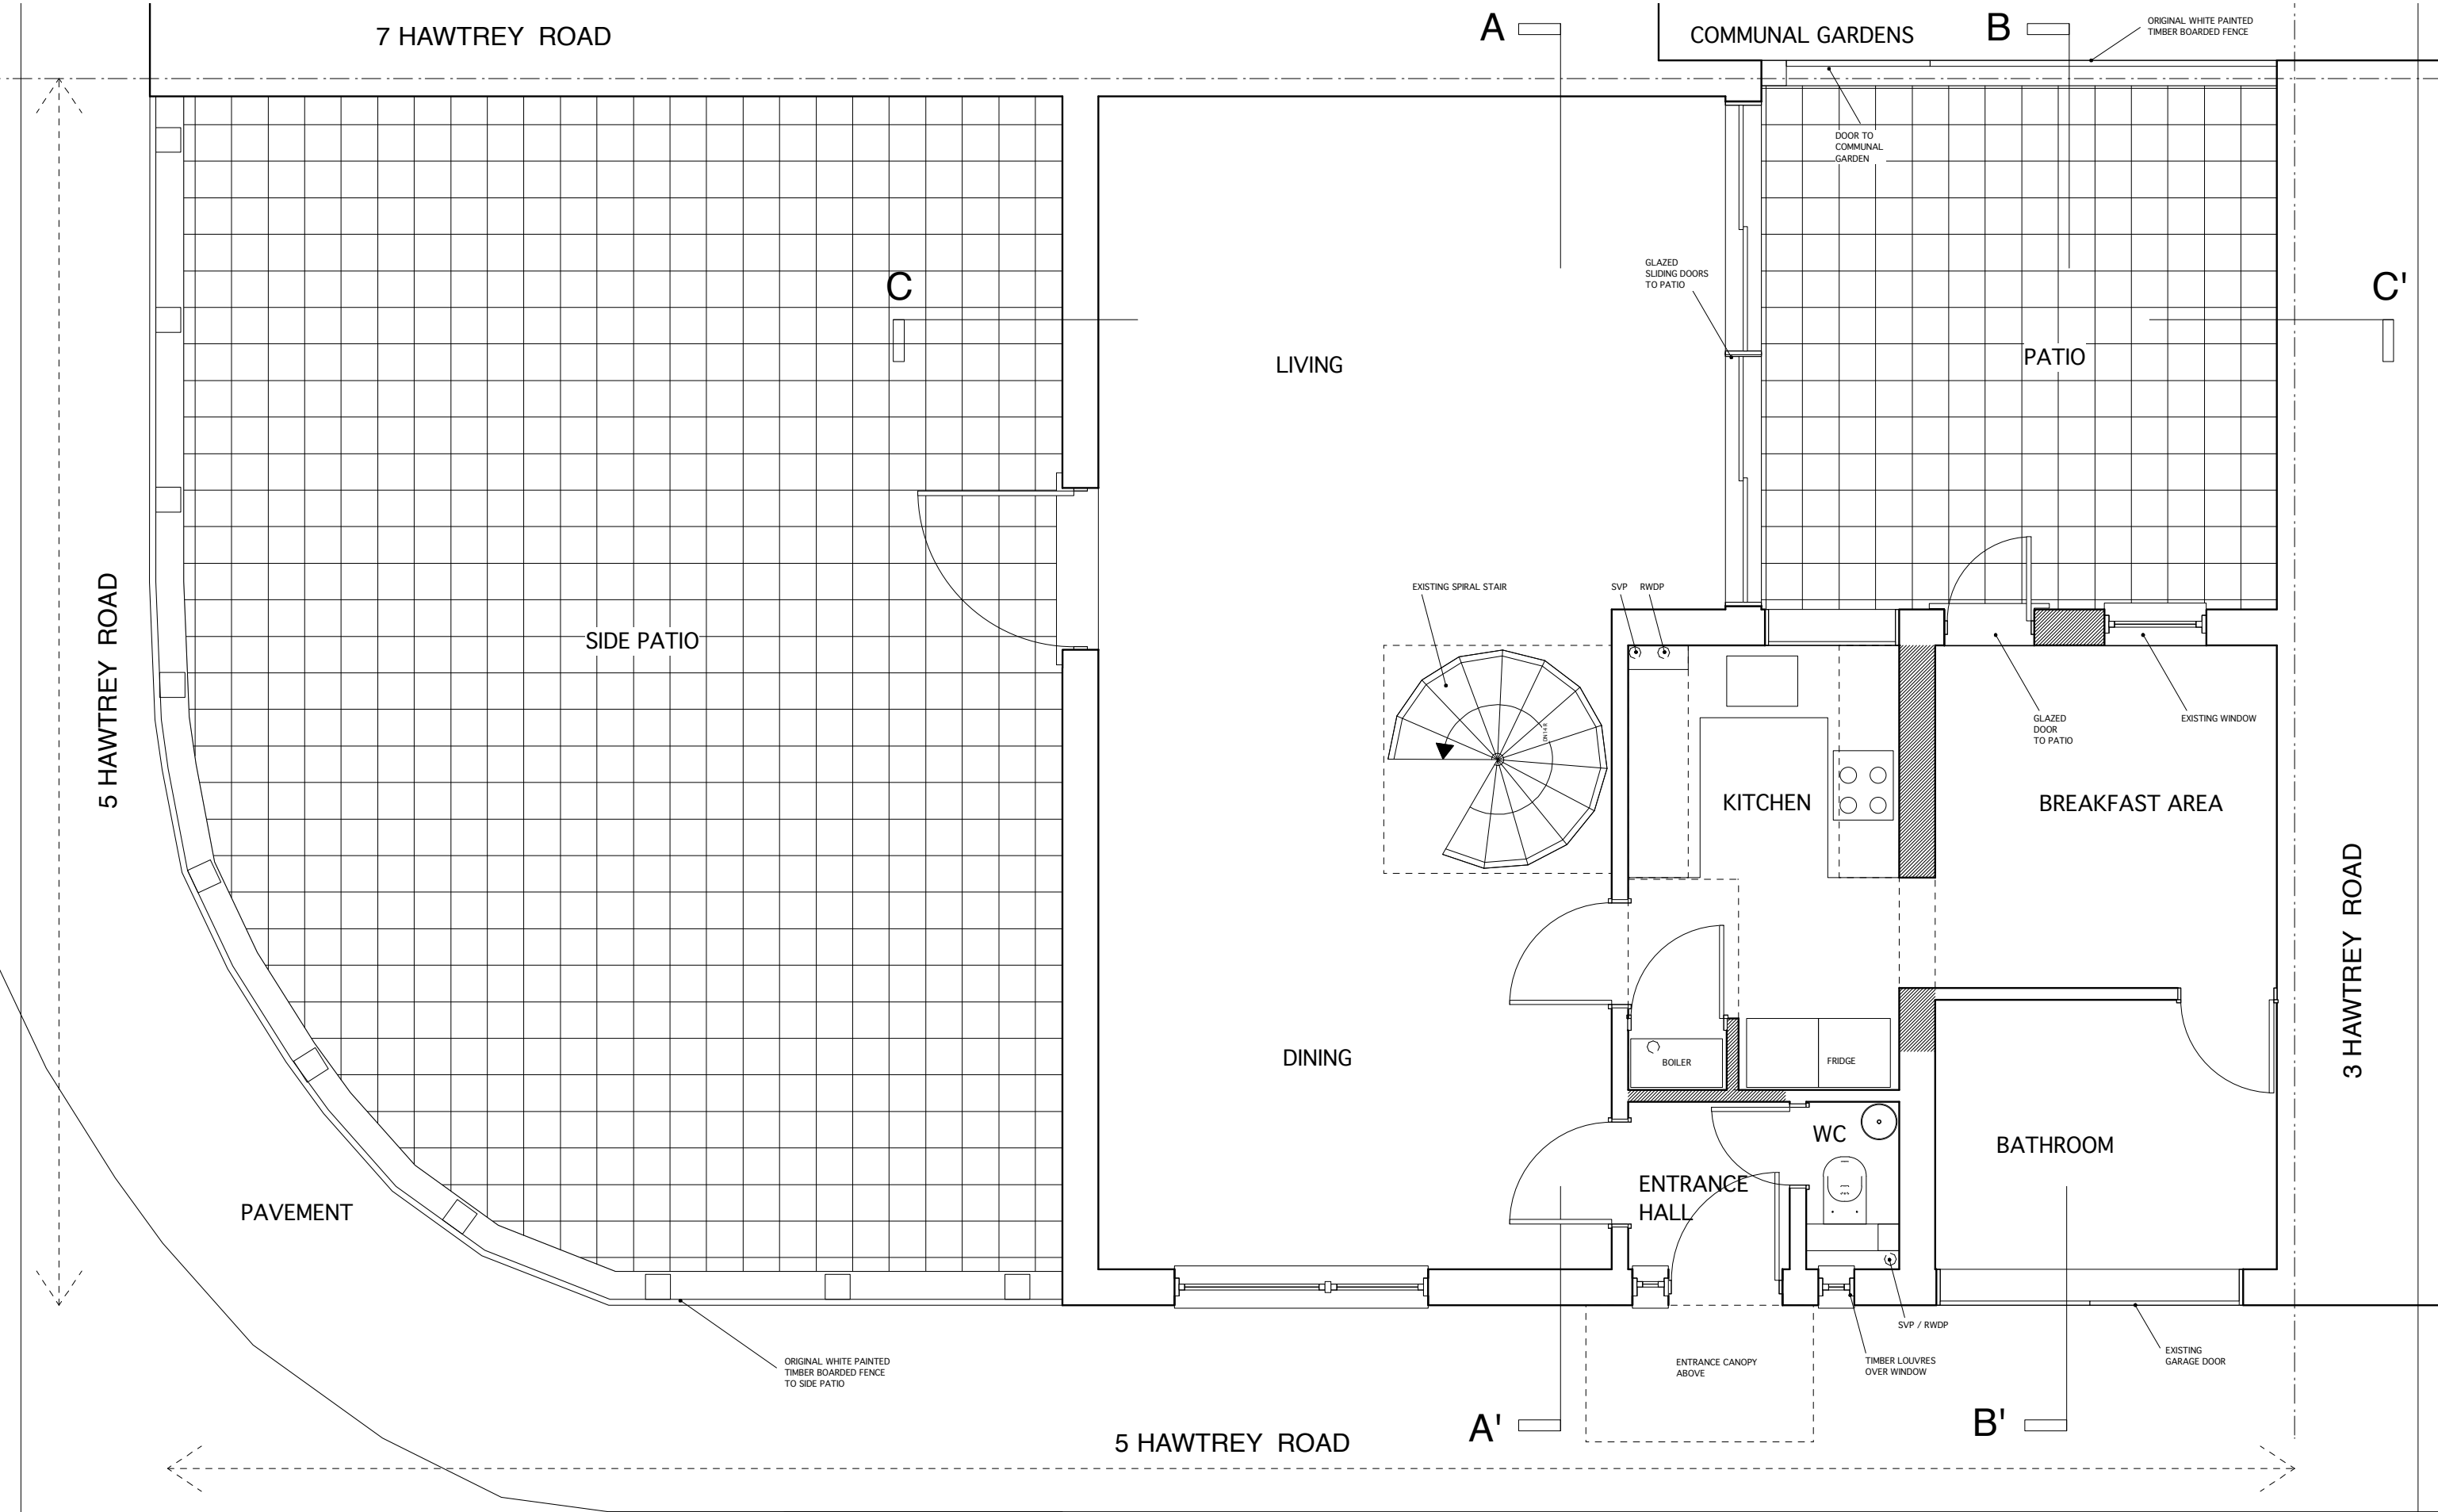 7 HAWTREY ROAD
A
COMMUNAL GARDENS
B
ORIGINAL WHITE PAINTED
TIMBER BOARDED FENCE
DOOR TO
COMMUNAL
GARDEN
C
GLAZED
SLIDING DOORS
TO PATIO
C'
LIVING
PATIO
5 HAWTREY ROAD
SIDE PATIO
EXISTING SPIRAL STAIR
SVP
RWDP
DN14R
GLAZED
DOOR
TO PATIO
EXISTING WINDOW
KITCHEN
BREAKFAST AREA
3 HAWTREY ROAD
DINING
BOILER
FRIDGE
WC
BATHROOM
ENTRANCE
HALL
PAVEMENT
SVP / RWDP
ORIGINAL WHITE PAINTED
TIMBER BOARDED FENCE
TO SIDE PATIO
ENTRANCE CANOPY
ABOVE
TIMBER LOUVRES
OVER WINDOW
EXISTING
GARAGE DOOR
5 HAWTREY ROAD
A'
B'